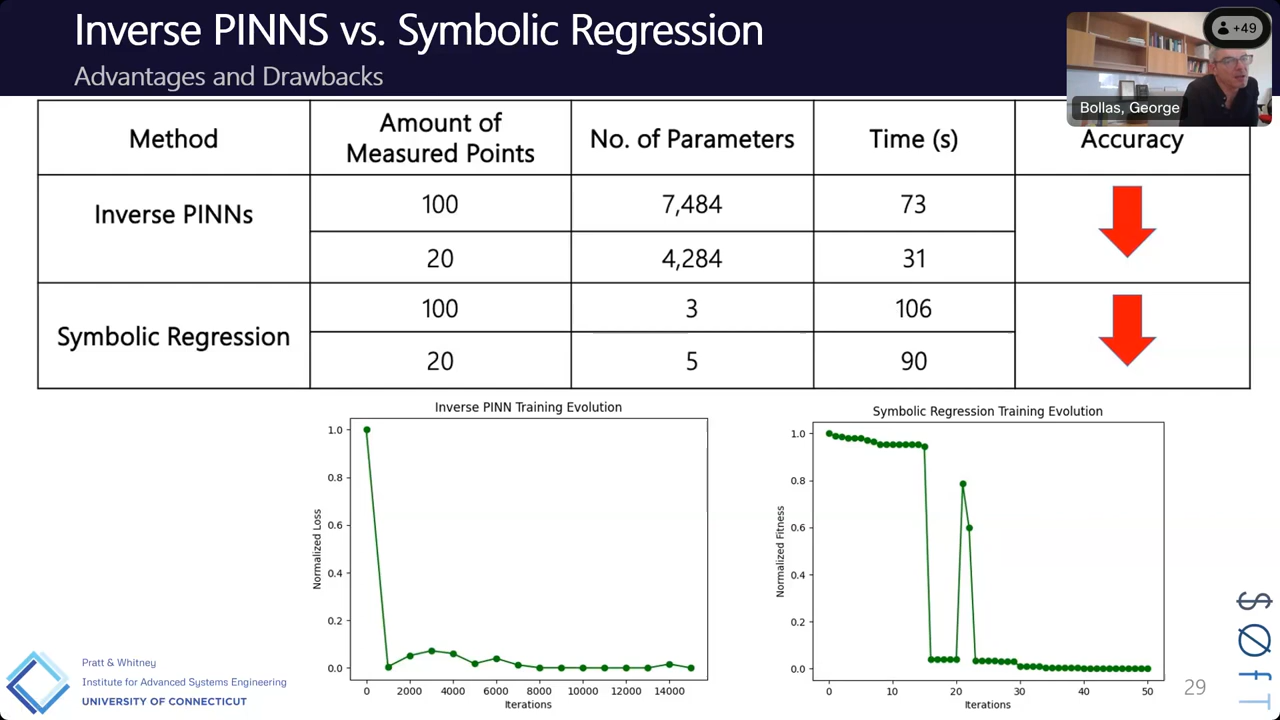 Inverse PINNS vs. Symbolic Regression
Advantages and Drawbacks
+49
Bollas, George
Method
Amount of
Measured Points
No. of Parameters
Time (s)
Accuracy
Inverse PINNs
100
7,484
73
20
4,284
31
Symbolic Regression
100
3
106
20
5
90
Inverse PINN Training Evolution
Normalized Loss
1.0
0.8
0.6
0.4
0.2
0.0
0 2000 4000 6000 8000 10000 12000 14000
Iterations
Symbolic Regression Training Evolution
Normalized Fitness
1.0
0.8
0.6
0.4
0.2
0.0
0 10 20 30 40 50
Iterations
Pratt & Whitney
Institute for Advanced Systems Engineering
UNIVERSITY OF CONNECTICUT
29